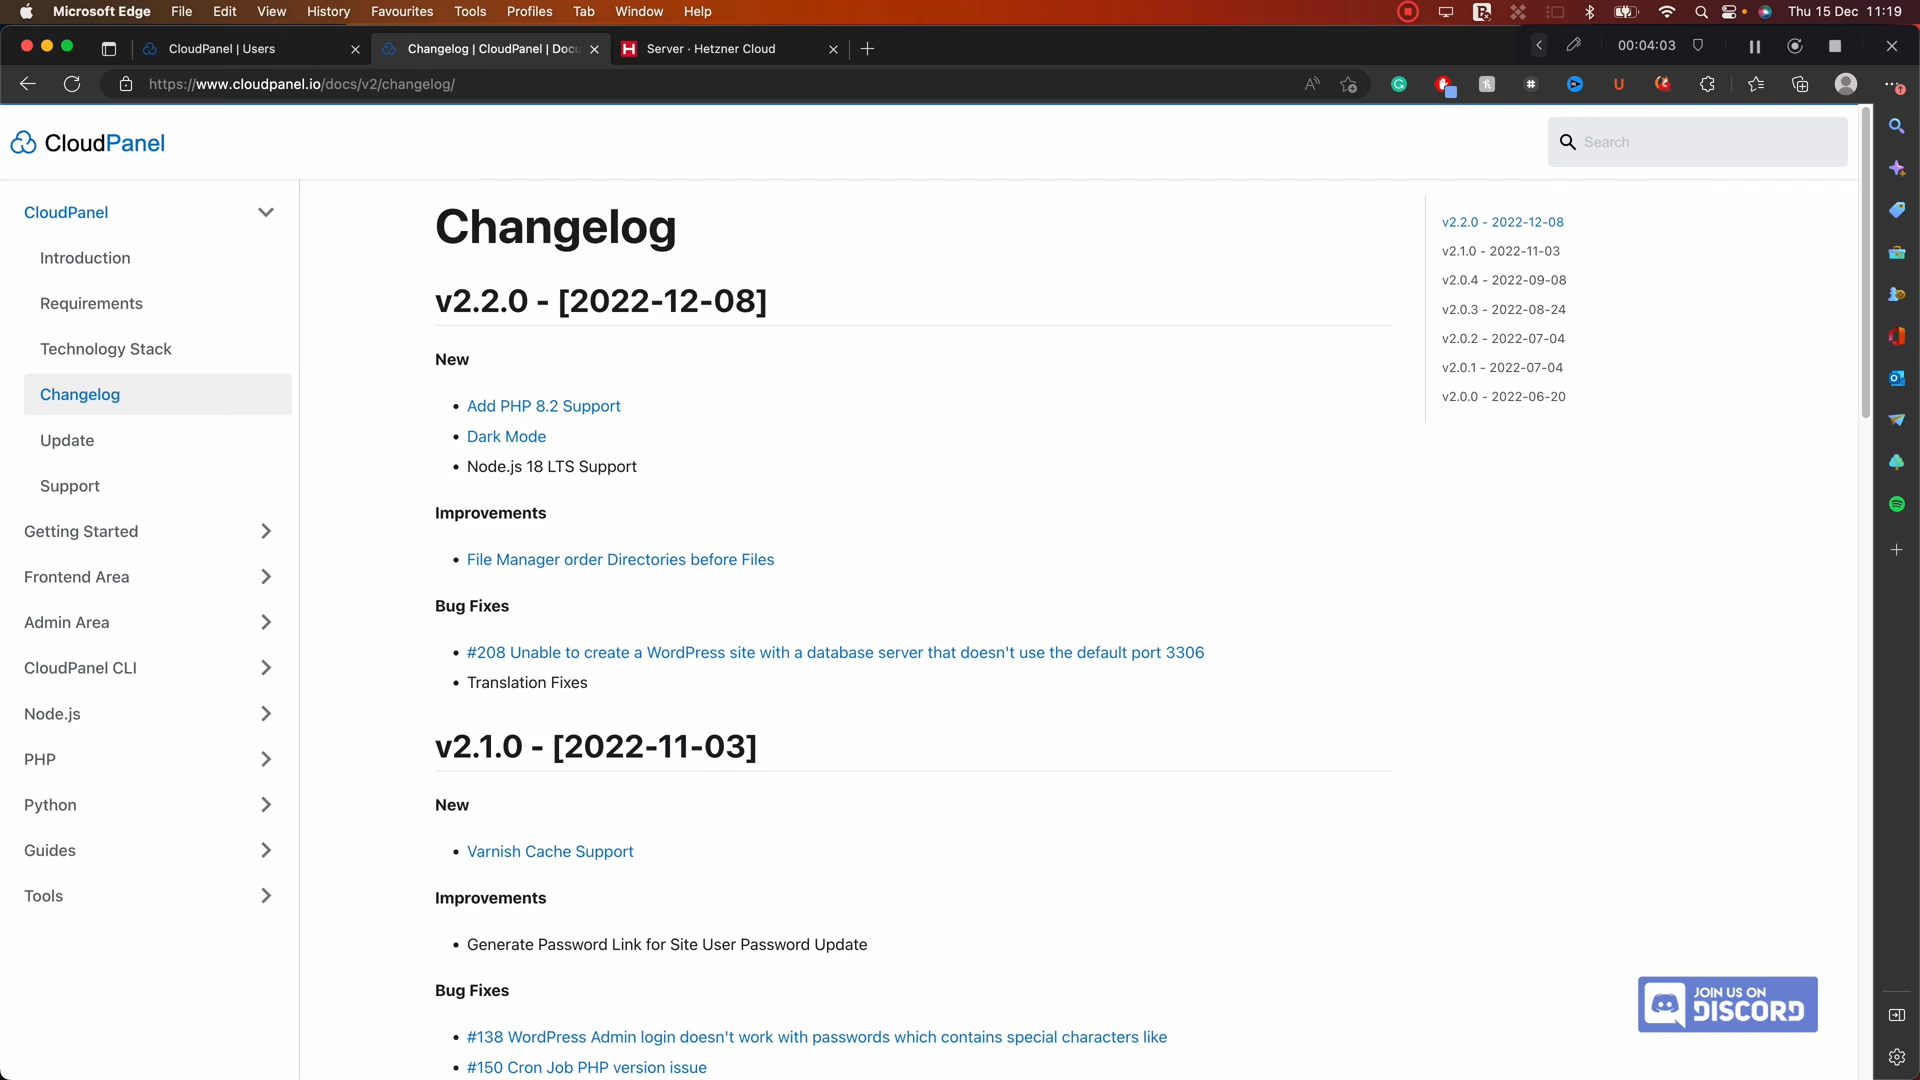 Microsoft Edge File Edit View History Favourites Tools Profiles Tab Window Help Thu 15 Dec 11:19
CloudPanel | Users Changelog | CloudPanel | Docu Server · Hetzner Cloud 00:04:03
https://www.cloudpanel.io/docs/v2/changelog/
CloudPanel
Search
CloudPanel
Introduction
Requirements
Technology Stack
Changelog
Update
Support
Getting Started
Frontend Area
Admin Area
CloudPanel CLI
Node.js
PHP
Python
Guides
Tools
Changelog
v2.2.0 - [2022-12-08]
New
Add PHP 8.2 Support
Dark Mode
Node.js 18 LTS Support
Improvements
File Manager order Directories before Files
Bug Fixes
#208 Unable to create a WordPress site with a database server that doesn't use the default port 3306
Translation Fixes
v2.1.0 - [2022-11-03]
New
Varnish Cache Support
Improvements
Generate Password Link for Site User Password Update
Bug Fixes
#138 WordPress Admin login doesn't work with passwords which contains special characters like
#150 Cron Job PHP version issue
v2.2.0 - 2022-12-08
v2.1.0 - 2022-11-03
v2.0.4 - 2022-09-08
v2.0.3 - 2022-08-24
v2.0.2 - 2022-07-04
v2.0.1 - 2022-07-04
v2.0.0 - 2022-06-20
JOIN US ON
DISCORD